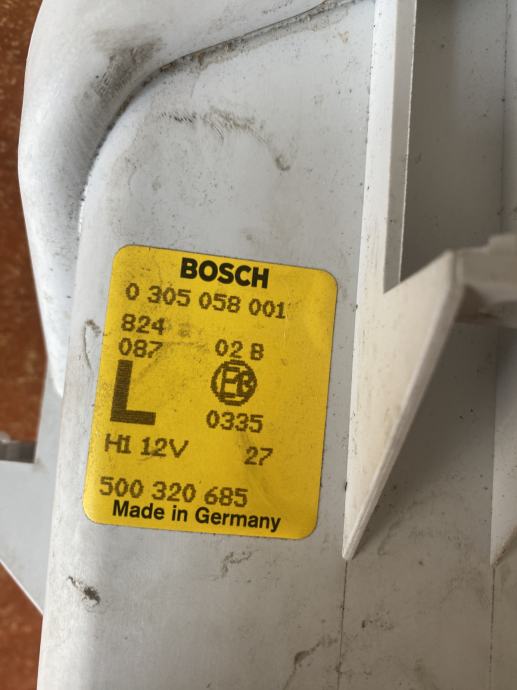 BOSCH
0 305 058 001
824
087 02 B
L
0335
H1 12V 27
500 320 685
Made in Germany